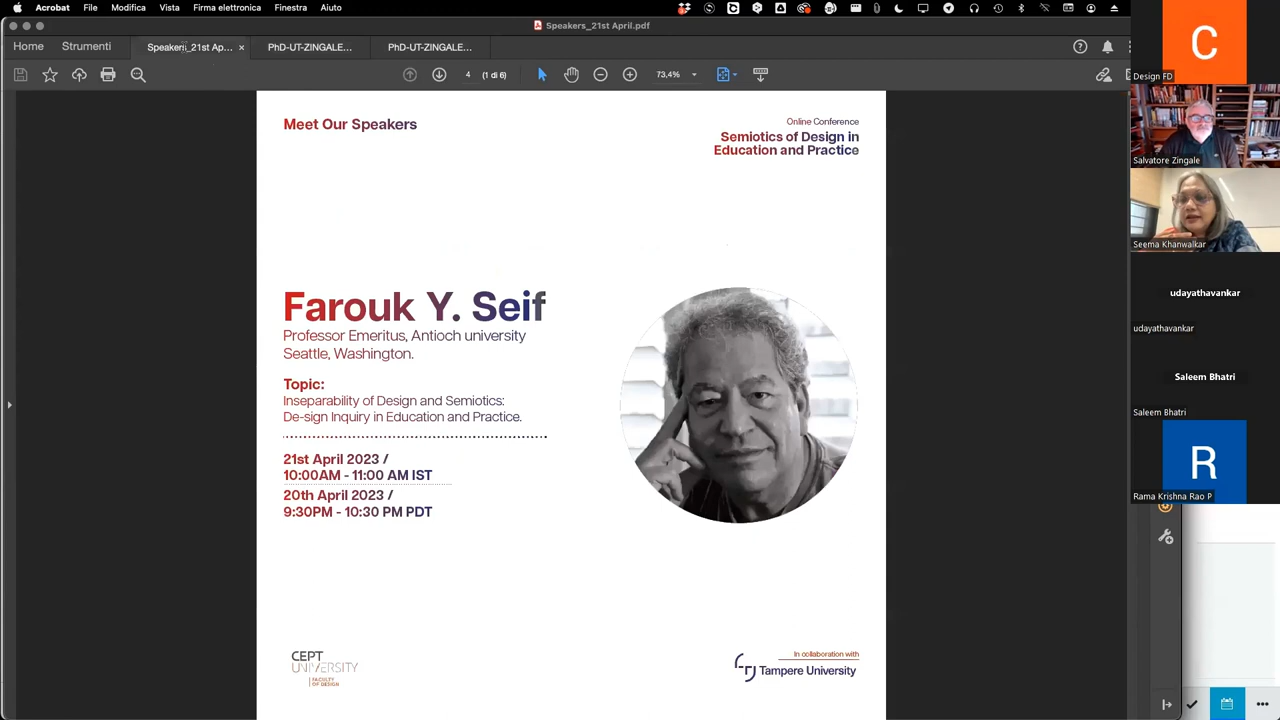 Acrobat File Modifica Vista Firma elettronica Finestra Aiuto
Speakers_21st April.pdf
Home Strumenti Speakerii_21st Ap... × PhD-UT-ZINGALE... PhD-UT-ZINGALE...
4 (1 di 6) 73,4%
Meet Our Speakers
Online Conference
Semiotics of Design in
Education and Practice
Farouk Y. Seif
Professor Emeritus, Antioch university
Seattle, Washington.
Topic:
Inseparability of Design and Semiotics:
De-sign Inquiry in Education and Practice.
21st April 2023 /
10:00AM - 11:00 AM IST
20th April 2023 /
9:30PM - 10:30 PM PDT
CEPT
UNIVERSITY
FACULTY
OF DESIGN
In collaboration with
Tampere University
C
Design FD
Salvatore Zingale
Seema Khanwalkar
udayathavankar
udayathavankar
Saleem Bhatri
Saleem Bhatri
R
Rama Krishna Rao P